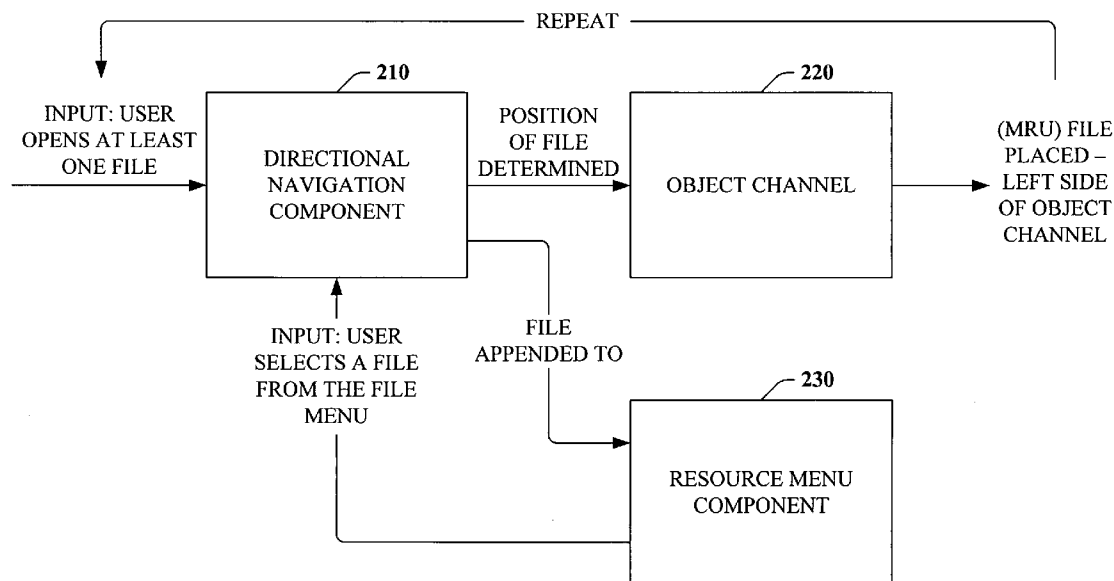 REPEAT
210
220
INPUT: USER
OPENS AT LEAST
ONE FILE
DIRECTIONAL
NAVIGATION
COMPONENT
POSITION
OF FILE
DETERMINED
OBJECT CHANNEL
(MRU) FILE
PLACED –
LEFT SIDE
OF OBJECT
CHANNEL
INPUT: USER
SELECTS A FILE
FROM THE FILE
MENU
FILE
APPENDED TO
230
RESOURCE MENU
COMPONENT